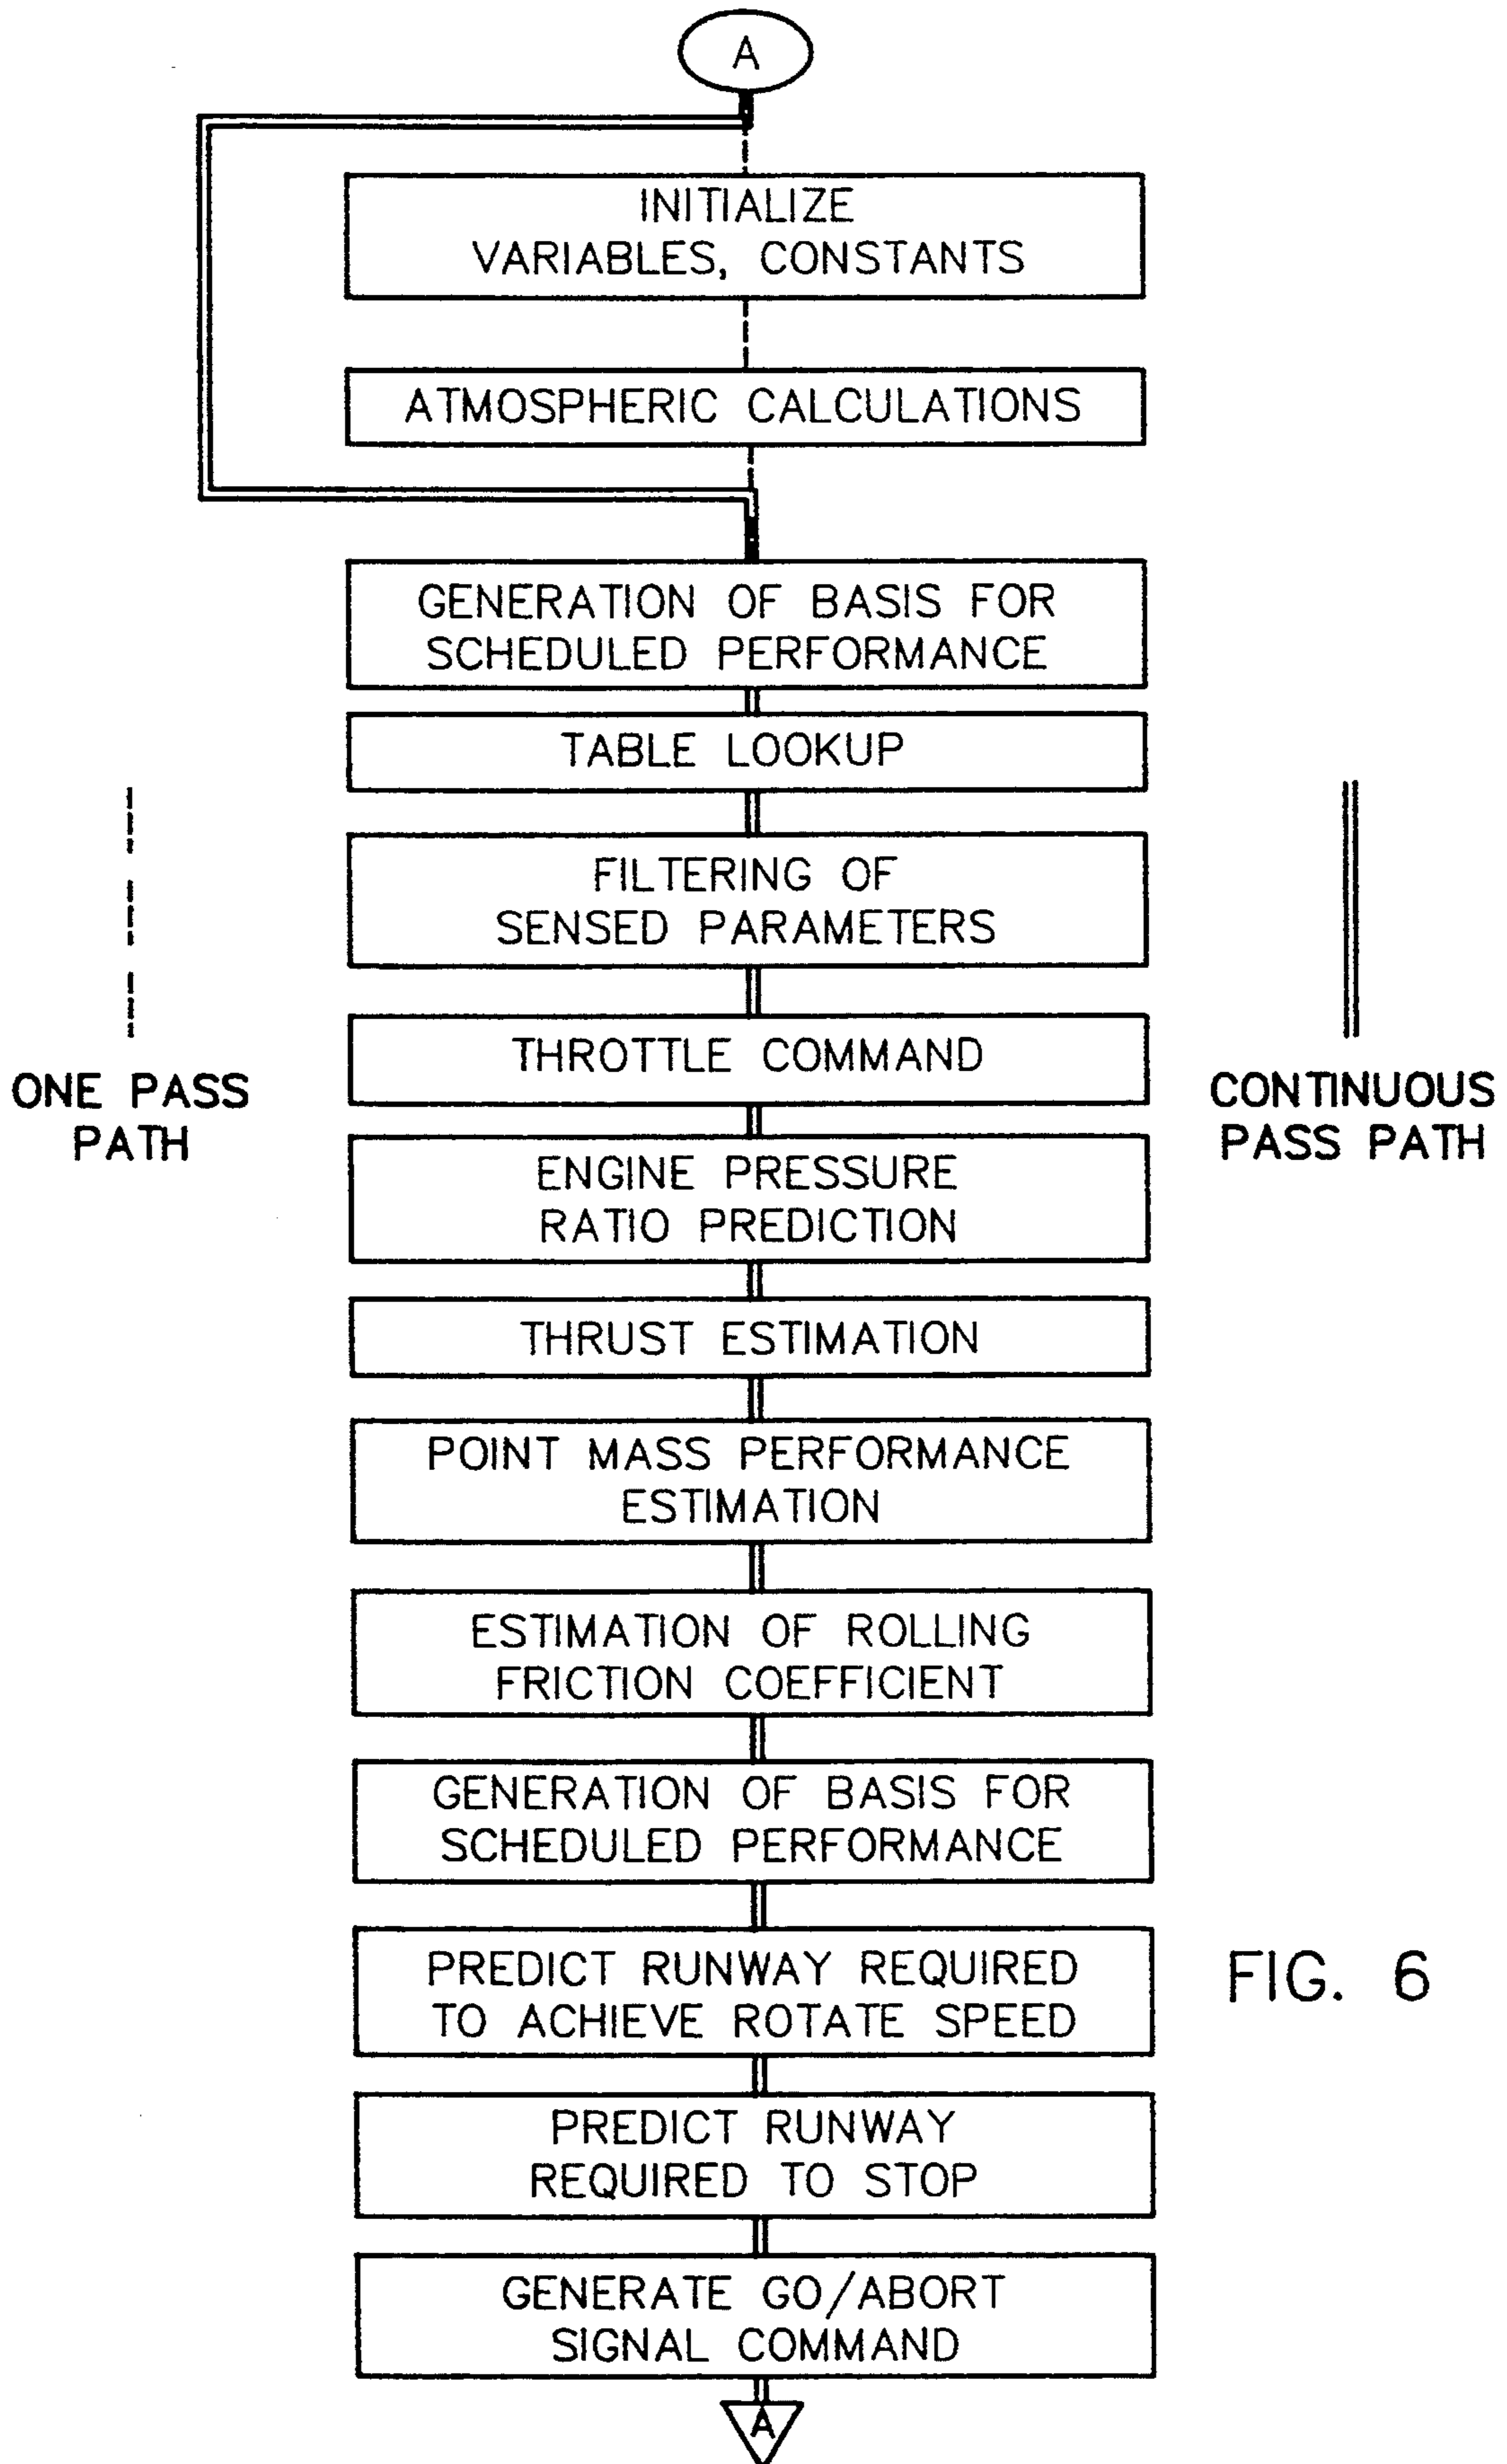 A
INITIALIZE
VARIABLES, CONSTANTS
ATMOSPHERIC CALCULATIONS
GENERATION OF BASIS FOR
SCHEDULED PERFORMANCE
TABLE LOOKUP
FILTERING OF
SENSED PARAMETERS
THROTTLE COMMAND
ONE PASS
PATH
CONTINUOUS
PASS PATH
ENGINE PRESSURE
RATIO PREDICTION
THRUST ESTIMATION
POINT MASS PERFORMANCE
ESTIMATION
ESTIMATION OF ROLLING
FRICTION COEFFICIENT
GENERATION OF BASIS FOR
SCHEDULED PERFORMANCE
PREDICT RUNWAY REQUIRED
TO ACHIEVE ROTATE SPEED
FIG. 6
PREDICT RUNWAY
REQUIRED TO STOP
GENERATE GO/ABORT
SIGNAL COMMAND
A